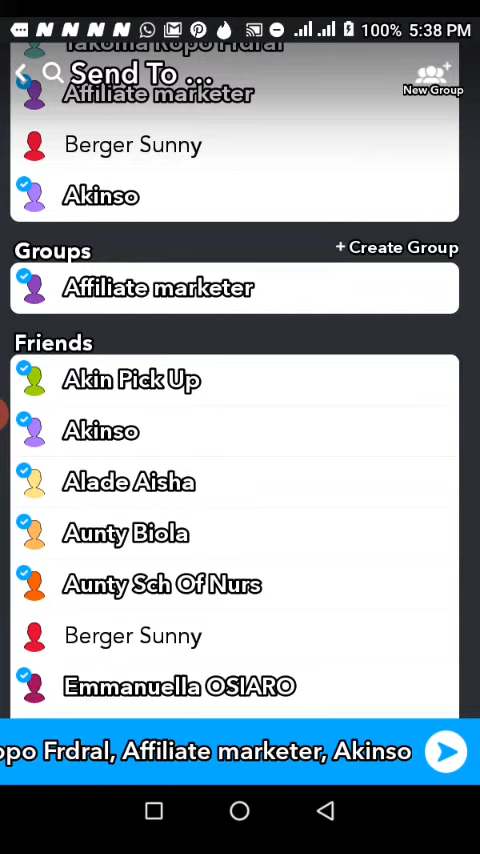 100% 5:38 PM
Takoma Ropo Frdral
Send To ...
New Group
Affiliate marketer
Berger Sunny
Akinso
Groups
+ Create Group
Affiliate marketer
Friends
Akin Pick Up
Akinso
Alade Aisha
Aunty Biola
Aunty Sch Of Nurs
Berger Sunny
Emmanuella OSIARO
opo Frdral, Affiliate marketer, Akinso